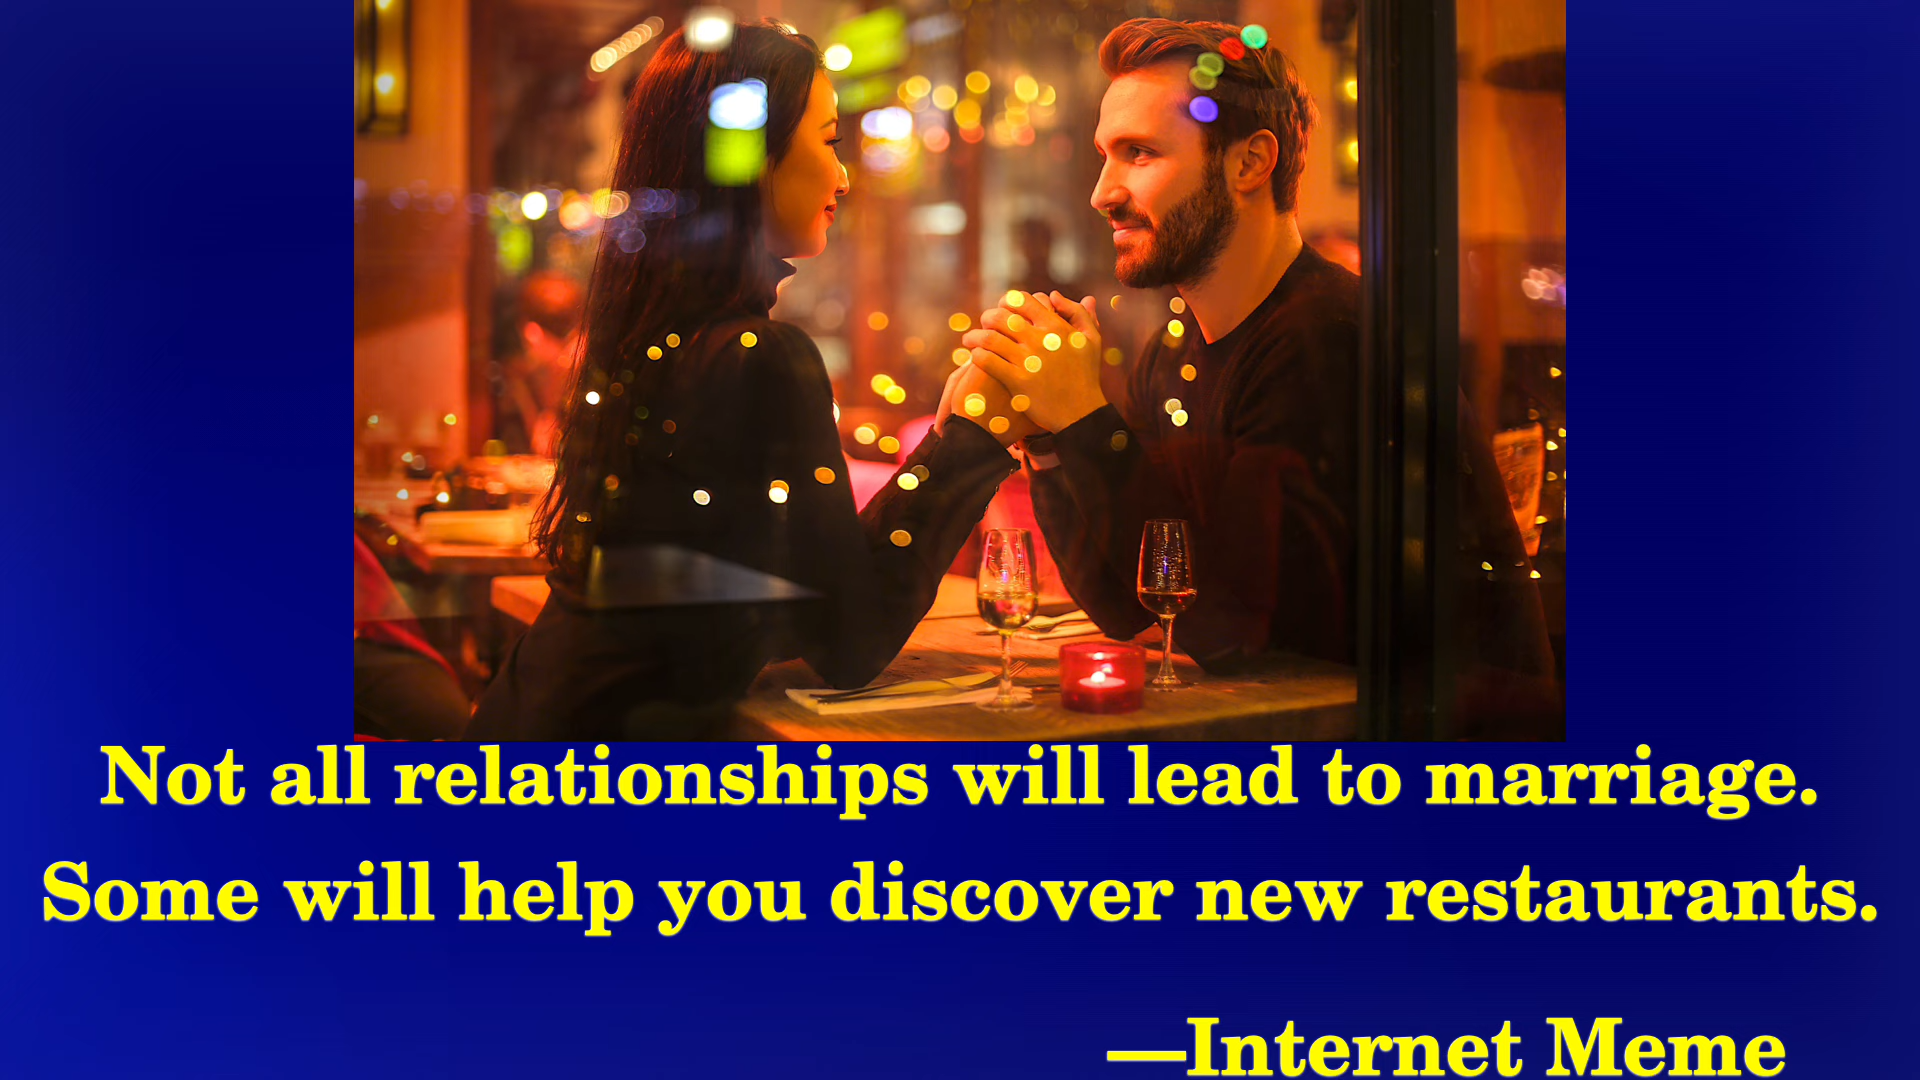 Not all relationships will lead to marriage.
Some will help you discover new restaurants.
—Internet Meme